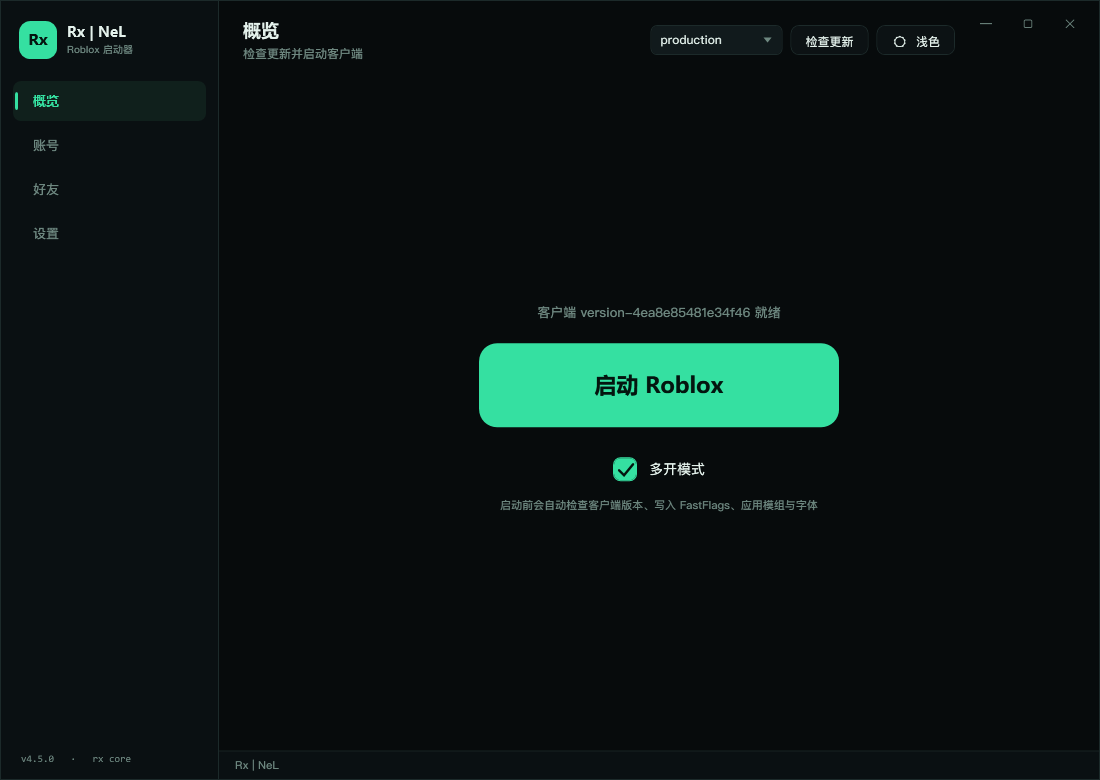 Rx
Rx | NeL
Roblox 启动器
概览
账号
好友
设置
v4.5.0 · rx core
概览
检查更新并启动客户端
production
检查更新
浅色
客户端 version-4ea8e85481e34f46 就绪
启动 Roblox
多开模式
启动前会自动检查客户端版本、写入 FastFlags、应用模组与字体
Rx | NeL